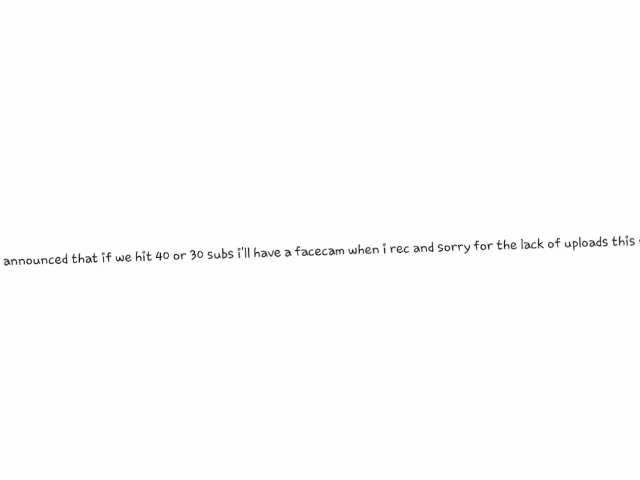 announced that if we hit 40 or 30 subs i'll have a facecam when i rec and sorry for the lack of uploads this